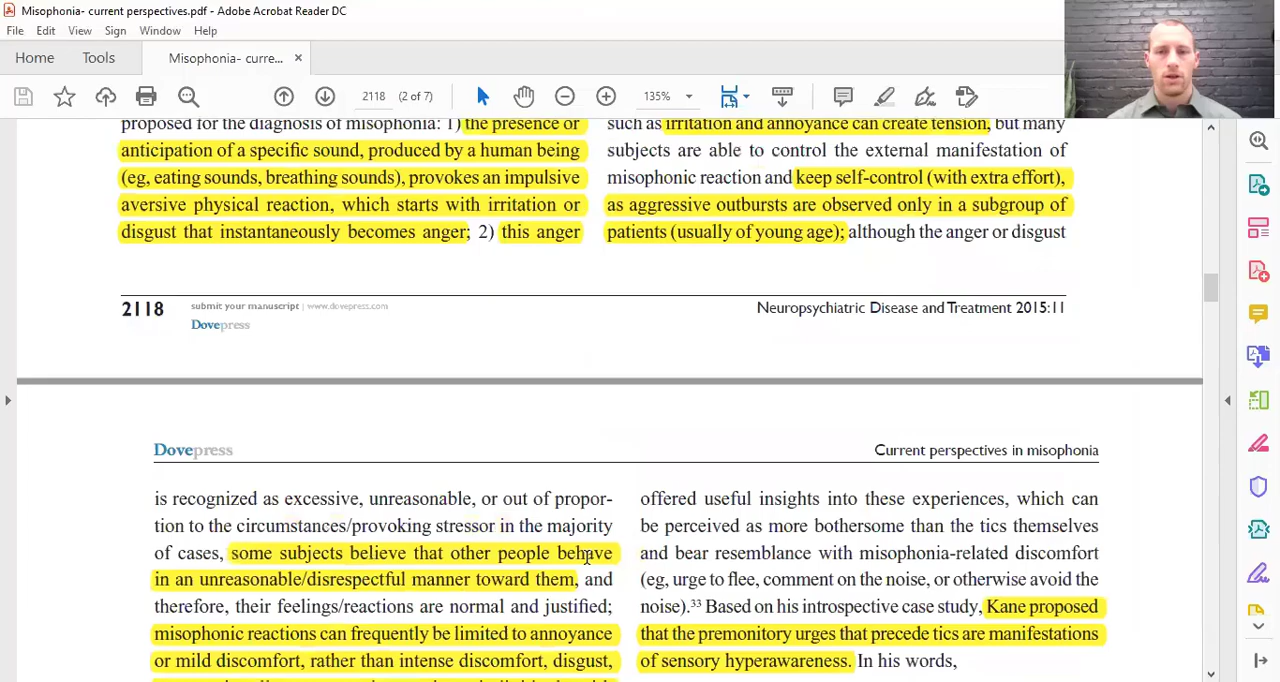 Misophonia- current perspectives.pdf - Adobe Acrobat Reader DC
File Edit View Sign Window Help
Home Tools Misophonia- curre... ×
2118 (2 of 7) 135%
proposed for the diagnosis of misophonia: 1) the presence or
anticipation of a specific sound, produced by a human being
(eg, eating sounds, breathing sounds), provokes an impulsive
aversive physical reaction, which starts with irritation or
disgust that instantaneously becomes anger; 2) this anger
such as irritation and annoyance can create tension, but many
subjects are able to control the external manifestation of
misophonic reaction and keep self-control (with extra effort),
as aggressive outbursts are observed only in a subgroup of
patients (usually of young age); although the anger or disgust
2118 submit your manuscript | www.dovepress.com
Dovepress
Neuropsychiatric Disease and Treatment 2015:11
Dovepress
Current perspectives in misophonia
is recognized as excessive, unreasonable, or out of propor-
tion to the circumstances/provoking stressor in the majority
of cases, some subjects believe that other people behave
in an unreasonable/disrespectful manner toward them, and
therefore, their feelings/reactions are normal and justified;
misophonic reactions can frequently be limited to annoyance
or mild discomfort, rather than intense discomfort, disgust,
offered useful insights into these experiences, which can
be perceived as more bothersome than the tics themselves
and bear resemblance with misophonia-related discomfort
(eg, urge to flee, comment on the noise, or otherwise avoid the
noise).33 Based on his introspective case study, Kane proposed
that the premonitory urges that precede tics are manifestations
of sensory hyperawareness. In his words,